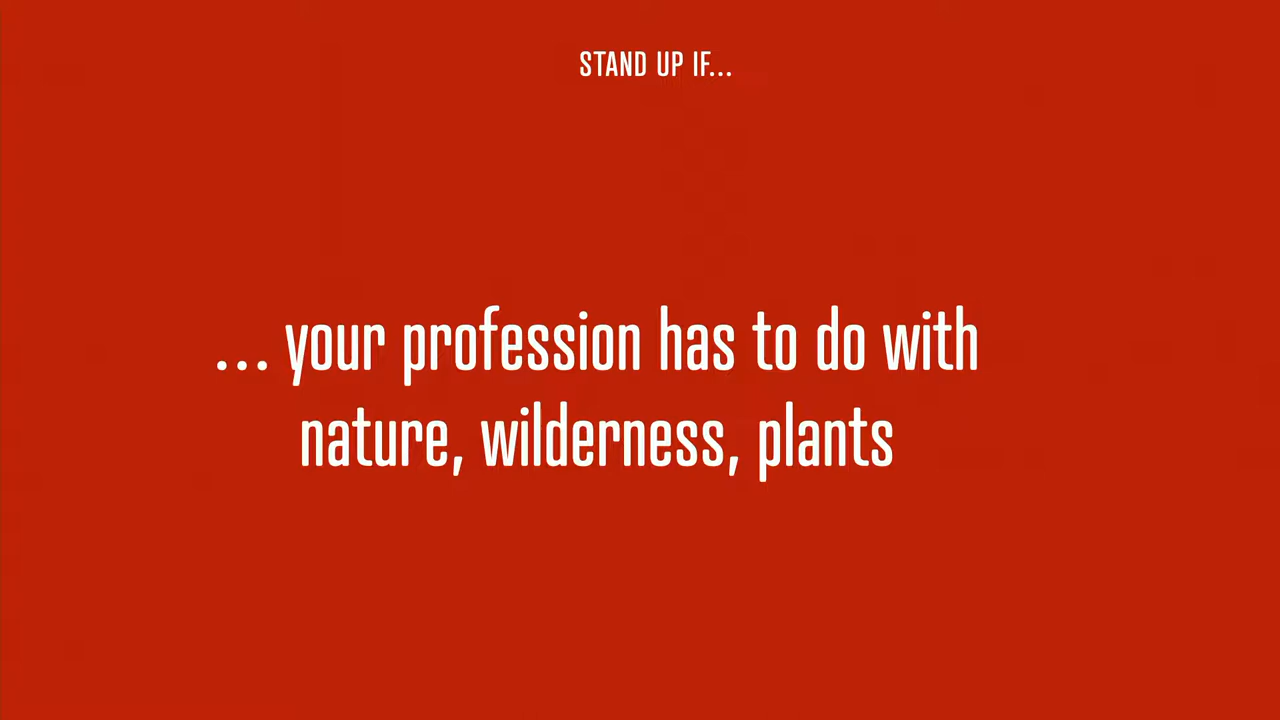 STAND UP IF...
... your profession has to do with
nature, wilderness, plants